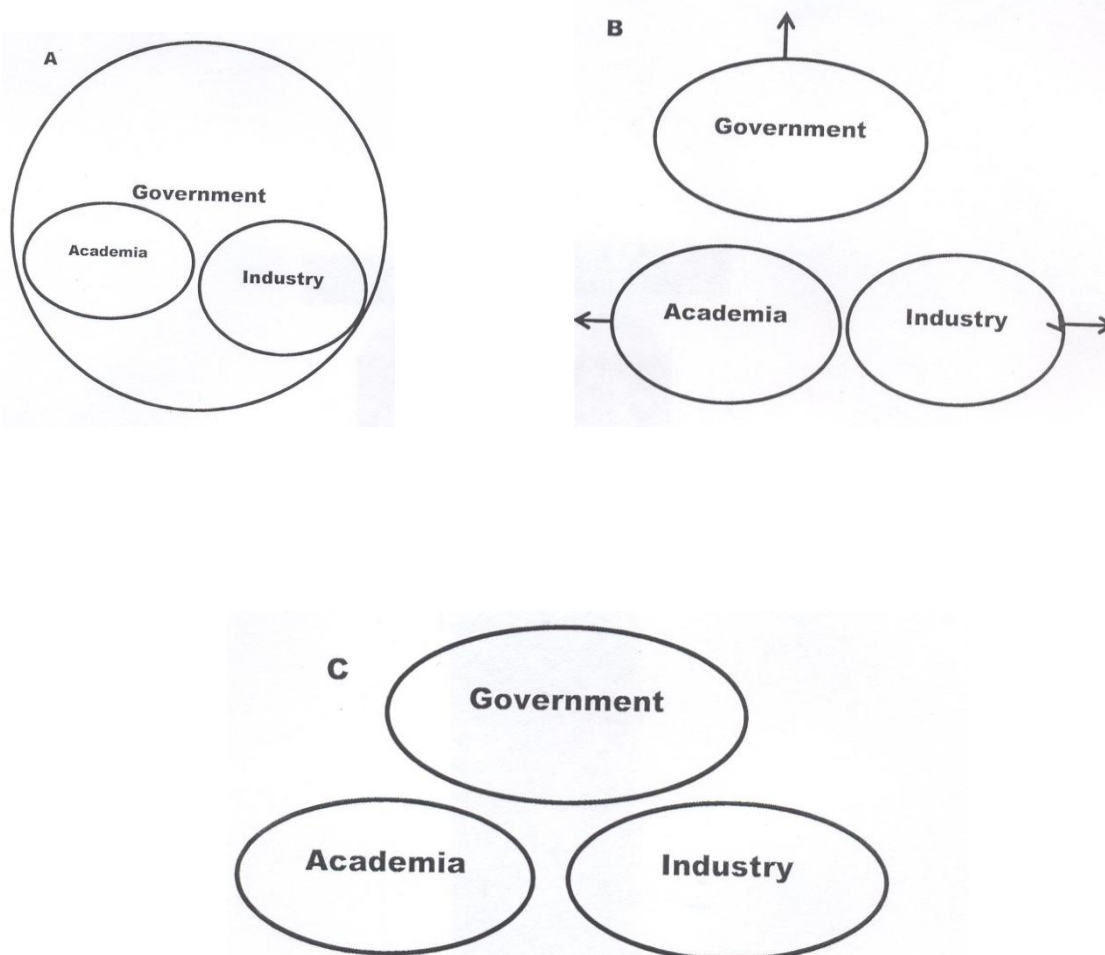 A
Government
Academia
Industry
B
Government
Academia
Industry
C
Government
Academia
Industry